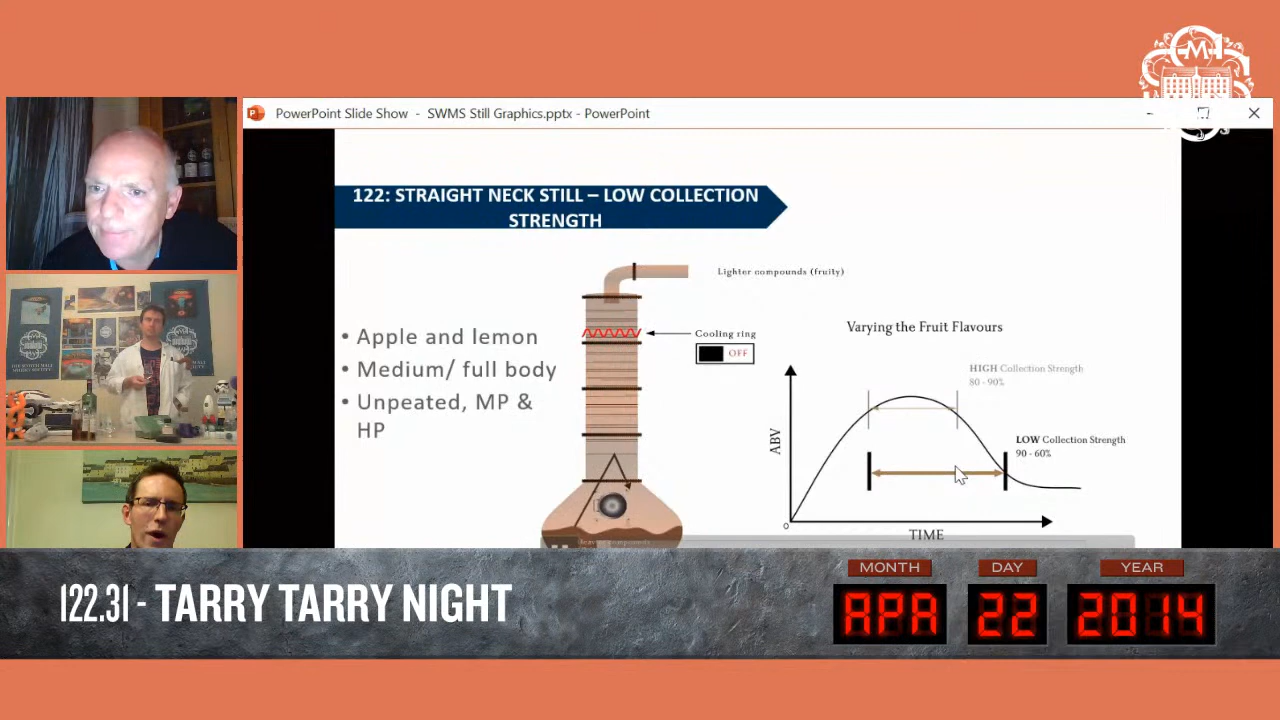 M
PowerPoint Slide Show - SWMS Still Graphics.pptx - PowerPoint
122: STRAIGHT NECK STILL – LOW COLLECTION
STRENGTH
Lighter compounds (fruity)
Cooling ring
OFF
• Apple and lemon
• Medium/ full body
• Unpeated, MP &
HP
Varying the Fruit Flavours
HIGH Collection Strength
80 - 90%
LOW Collection Strength
90 - 60%
ABV
0
TIME
122.31 - TARRY TARRY NIGHT
MONTH
DAY
YEAR
APR
22
2014